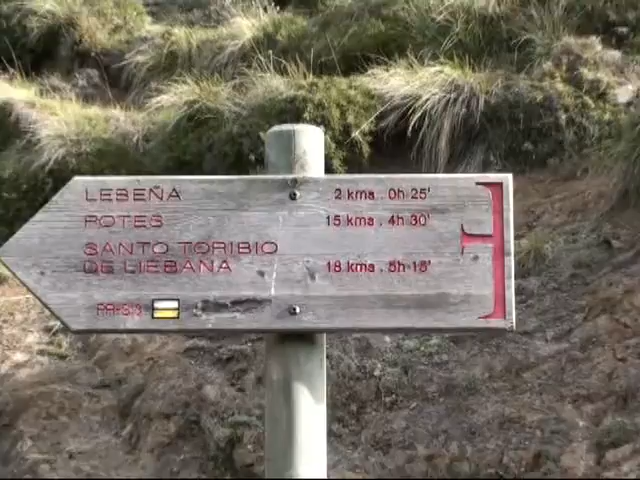 LEBEÑA 2 kms . 0h 25'
POTES 15 kms . 4h 30'
SANTO TORIBIO
DE LIEBANA 18 kms . 5h 15'